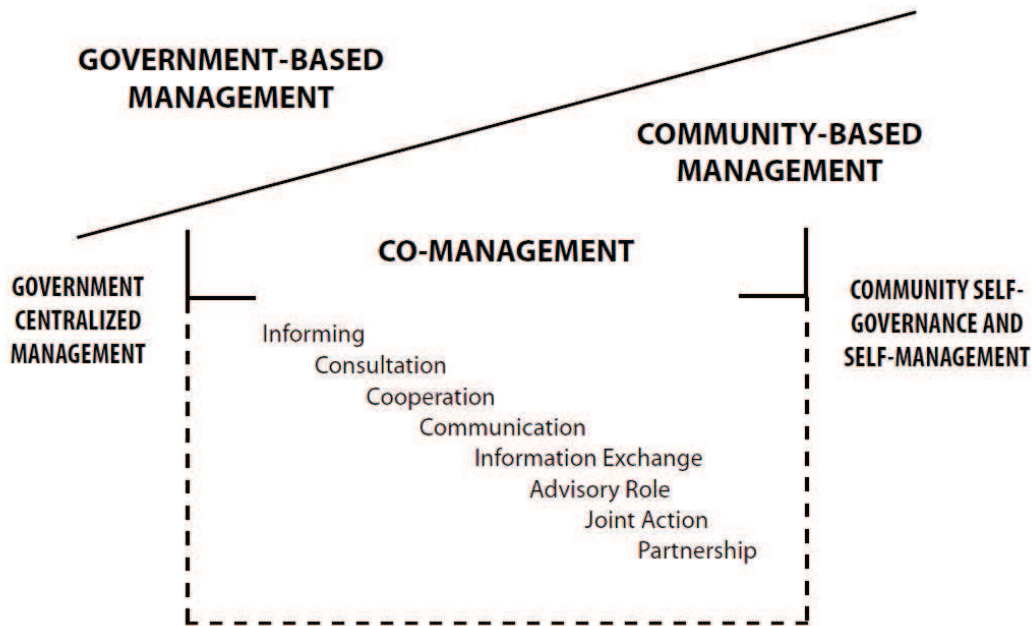 GOVERNMENT-BASED
MANAGEMENT
COMMUNITY-BASED
MANAGEMENT
CO-MANAGEMENT
GOVERNMENT
CENTRALIZED
MANAGEMENT
COMMUNITY SELF-
GOVERNANCE AND
SELF-MANAGEMENT
Informing
Consultation
Cooperation
Communication
Information Exchange
Advisory Role
Joint Action
Partnership